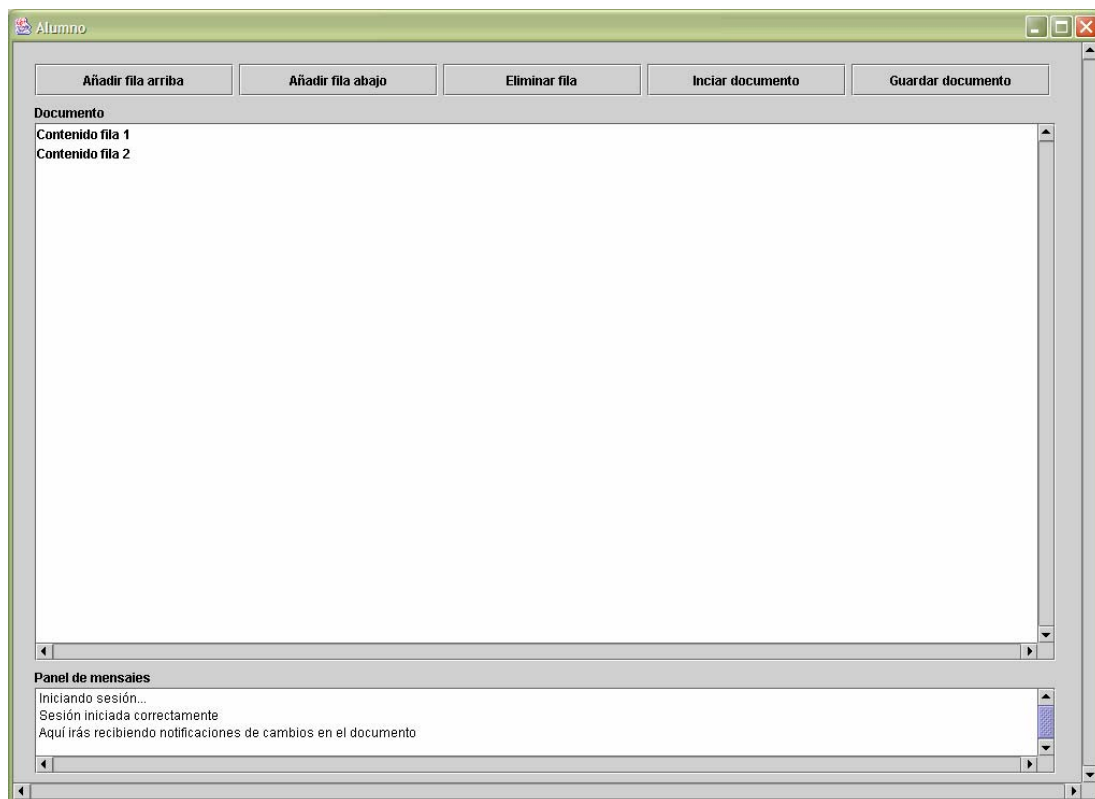 Alumno
Añadir fila arriba Añadir fila abajo Eliminar fila Inciar documento Guardar documento
Documento
Contenido fila 1
Contenido fila 2
Panel de mensajes
Iniciando sesión...
Sesión iniciada correctamente
Aquí irás recibiendo notificaciones de cambios en el documento